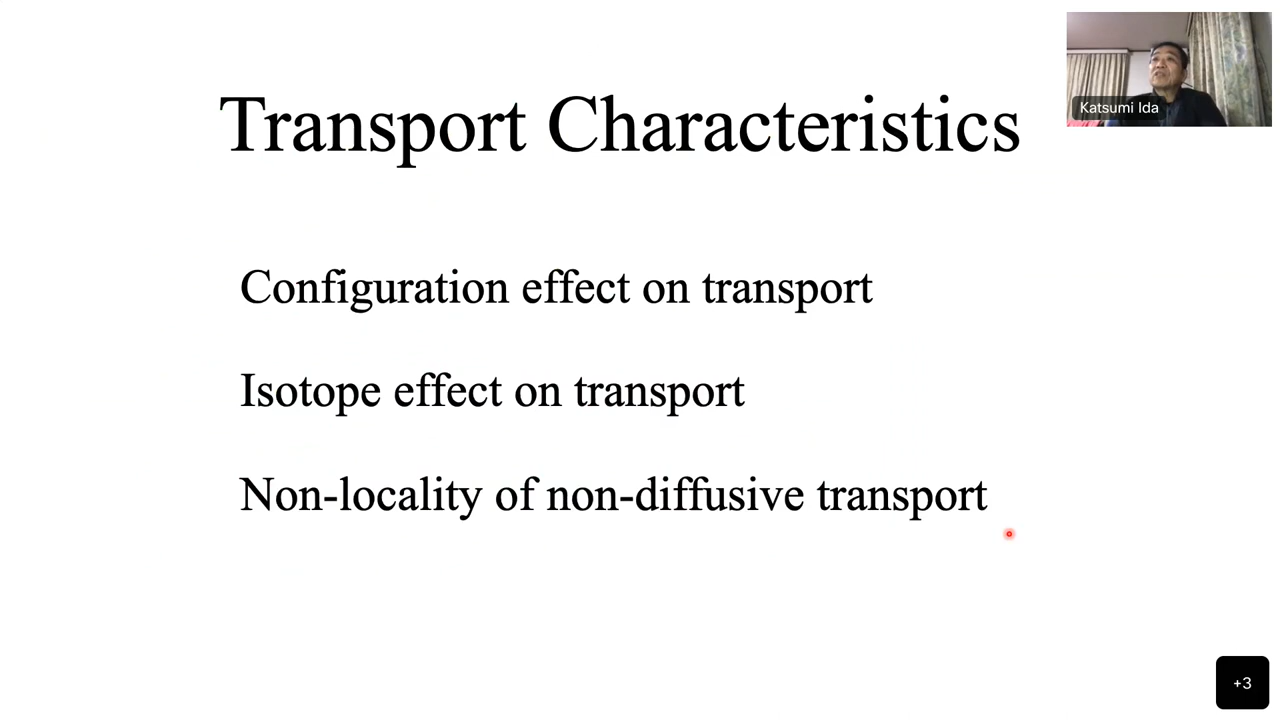 Transport Characteristics
Katsumi Ida
Configuration effect on transport
Isotope effect on transport
Non-locality of non-diffusive transport
+3